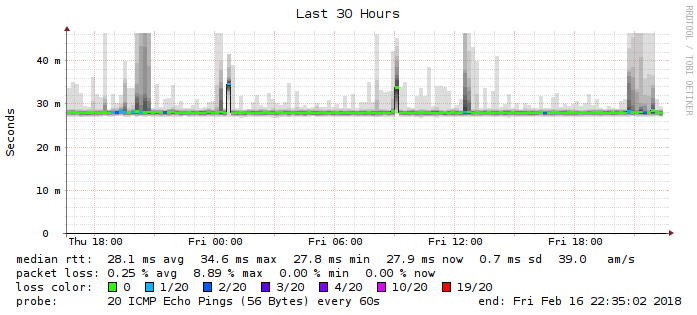 Last 30 Hours
RRDTOOL / TOBI OETIKER
Seconds
40 m
30 m
20 m
10 m
0
Thu 18:00 Fri 00:00 Fri 06:00 Fri 12:00 Fri 18:00
median rtt: 28.1 ms avg 34.6 ms max 27.8 ms min 27.9 ms now 0.7 ms sd 39.0 am/s
packet loss: 0.25 % avg 8.89 % max 0.00 % min 0.00 % now
loss color: 0 1/20 2/20 3/20 4/20 10/20 19/20
probe: 20 ICMP Echo Pings (56 Bytes) every 60s end: Fri Feb 16 22:35:02 2018